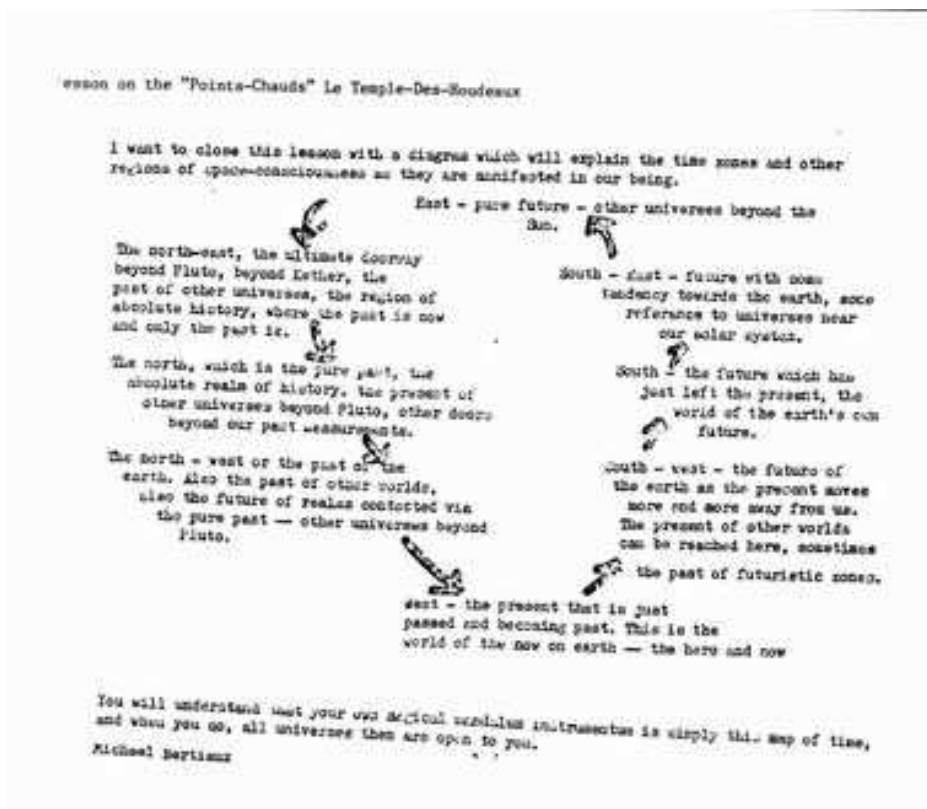 esson on the "Points-Chauds" Le Temple-Des-Houdeaux
I want to close this lesson with a diagram which will explain the time zones and other
regions of space-consciousness as they are manifested in our being.
East - pure future - other universes beyond the
Sun.
The north-east, the ultimate doorway
beyond Pluto, beyond Kether, the
past of other universes, the region of
absolute history, where the past is now
and only the past is.
South - East - future with some
tendency towards the earth, some
reference to universes near
our solar system.
The north, which is the pure past, the
absolute realm of history, the present of
other universes beyond Pluto, other doors
beyond our past measurements.
South - the future which has
just left the present, the
world of the earth's own
future.
The north - west or the past of the
earth. Also the past of other worlds,
also the future of realms contacted via
the pure past — other universes beyond
Pluto.
South - west - the future of
the earth as the present moves
more and more away from us.
The present of other worlds
can be reached here, sometimes
the past of futuristic zones.
West - the present that is just
passed and becoming past. This is the
world of the now on earth — the here and now
You will understand that your own magical instrumentum is simply this map of time,
and when you do, all universes then are open to you.
Michael Bertiaux